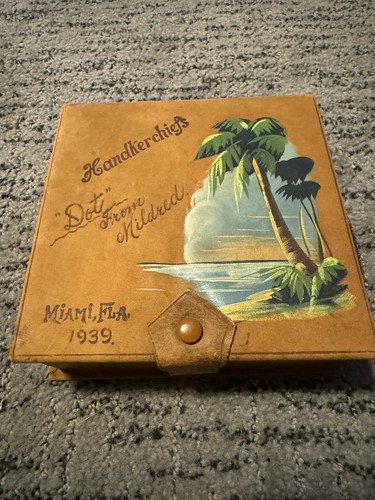 Handkerchiefs
"Dot" From
Mildred.
Miami, Fla.
1939.